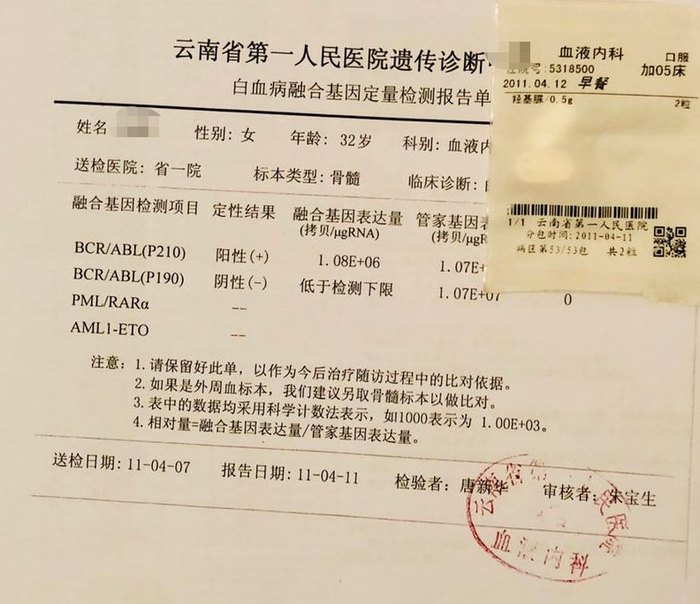 云南省第一人民医院遗传诊断
白血病融合基因定量检测报告单
姓名 性别: 女 年龄: 32岁 科别: 血液内
送检医院: 省一院 标本类型: 骨髓 临床诊断:
融合基因检测项目 定性结果 融合基因表达量 管家基因表
(拷贝/μgRNA) (拷贝/μgRNA)
BCR/ABL(P210) 阳性(+) 1.08E+06 1.07E+
BCR/ABL(P190) 阴性(-) 低于检测下限 1.07E+07 0
PML/RARα --
AML1-ETO --
注意: 1.请保留好此单，以作为今后治疗随访过程中的比对依据。
2.如果是外周血标本，我们建议另取骨髓标本以做比对。
3.表中的数据均采用科学计数法表示，如1000表示为 1.00E+03。
4.相对量=融合基因表达量/管家基因表达量。
送检日期: 11-04-07 报告日期: 11-04-11 检验者: 唐新华 审核者: 朱宝生
血液内科
血液内科 口服
住院号: 5318500 加05床
2011.04.12 早餐
羟基脲/0.5g 2粒
1/1 云南省第一人民医院
分包时间: 2011-04-11
病区第53/53包 共2粒